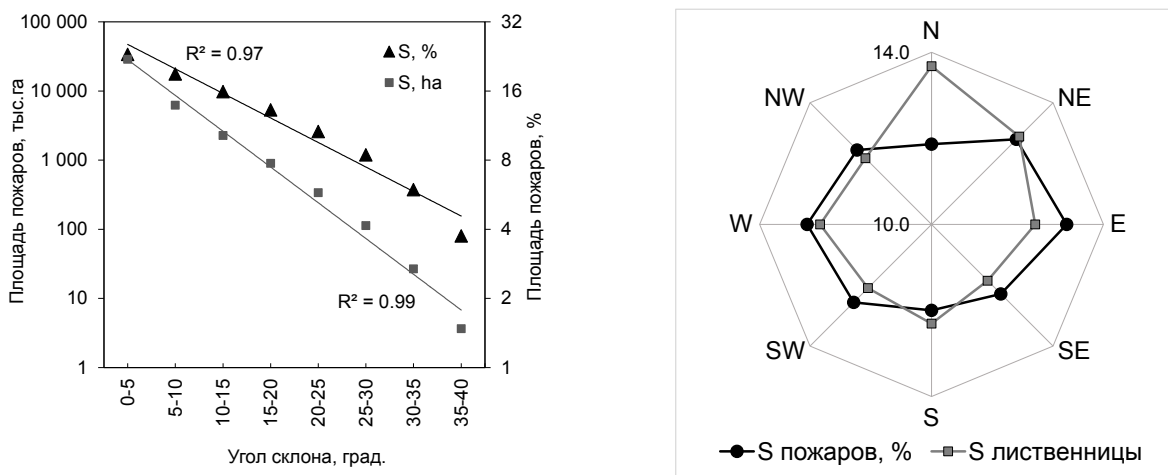 100 000
10 000
1 000
100
10
1
Площадь пожаров, тыс.га
R² = 0.97
S, %
S, ha
R² = 0.99
32
16
8
4
2
1
Площадь пожаров, %
0-5
5-10
10-15
15-20
20-25
25-30
30-35
35-40
Угол склона, град.
N
14.0
NW
NE
W
10.0
E
SW
SE
S
S пожаров, %
S лиственницы